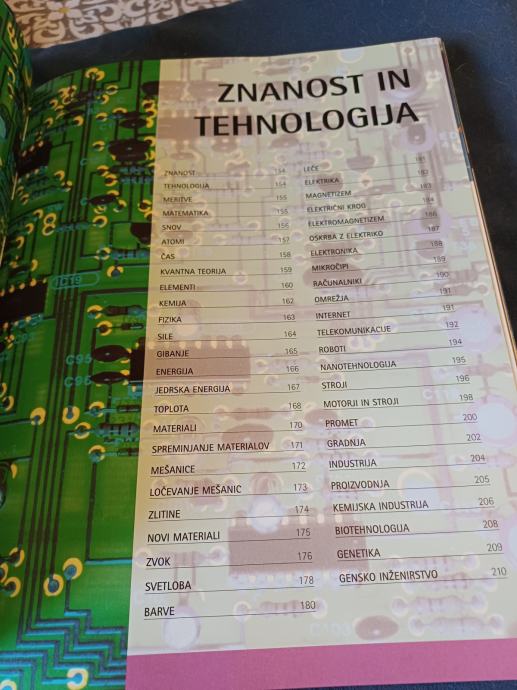 ZNANOST IN
TEHNOLOGIJA
ZNANOST 154
TEHNOLOGIJA 154
MERITVE 155
MATEMATIKA 155
SNOV 156
ATOMI 157
ČAS 158
KVANTNA TEORIJA 159
ELEMENTI 160
KEMIJA 162
FIZIKA 163
SILE 164
GIBANJE 165
ENERGIJA 166
JEDRSKA ENERGIJA 167
TOPLOTA 168
MATERIALI 170
SPREMINJANJE MATERIALOV 171
MEŠANICE 172
LOČEVANJE MEŠANIC 173
ZLITINE 174
NOVI MATERIALI 175
ZVOK 176
SVETLOBA 178
BARVE 180
LEČE 181
ELEKTRIKA 182
MAGNETIZEM 183
ELEKTRIČNI KROG 184
ELEKTROMAGNETIZEM 186
OSKRBA Z ELEKTRIKO 187
ELEKTRONIKA 188
MIKROČIPI 189
RAČUNALNIKI 190
OMREŽJA 191
INTERNET 191
TELEKOMUNIKACIJE 192
ROBOTI 194
NANOTEHNOLOGIJA 195
STROJI 196
MOTORJI IN STROJI 198
PROMET 200
GRADNJA 202
INDUSTRIJA 204
PROIZVODNJA 205
KEMIJSKA INDUSTRIJA 206
BIOTEHNOLOGIJA 208
GENETIKA 209
GENSKO INŽENIRSTVO 210
IC19
C95
C96